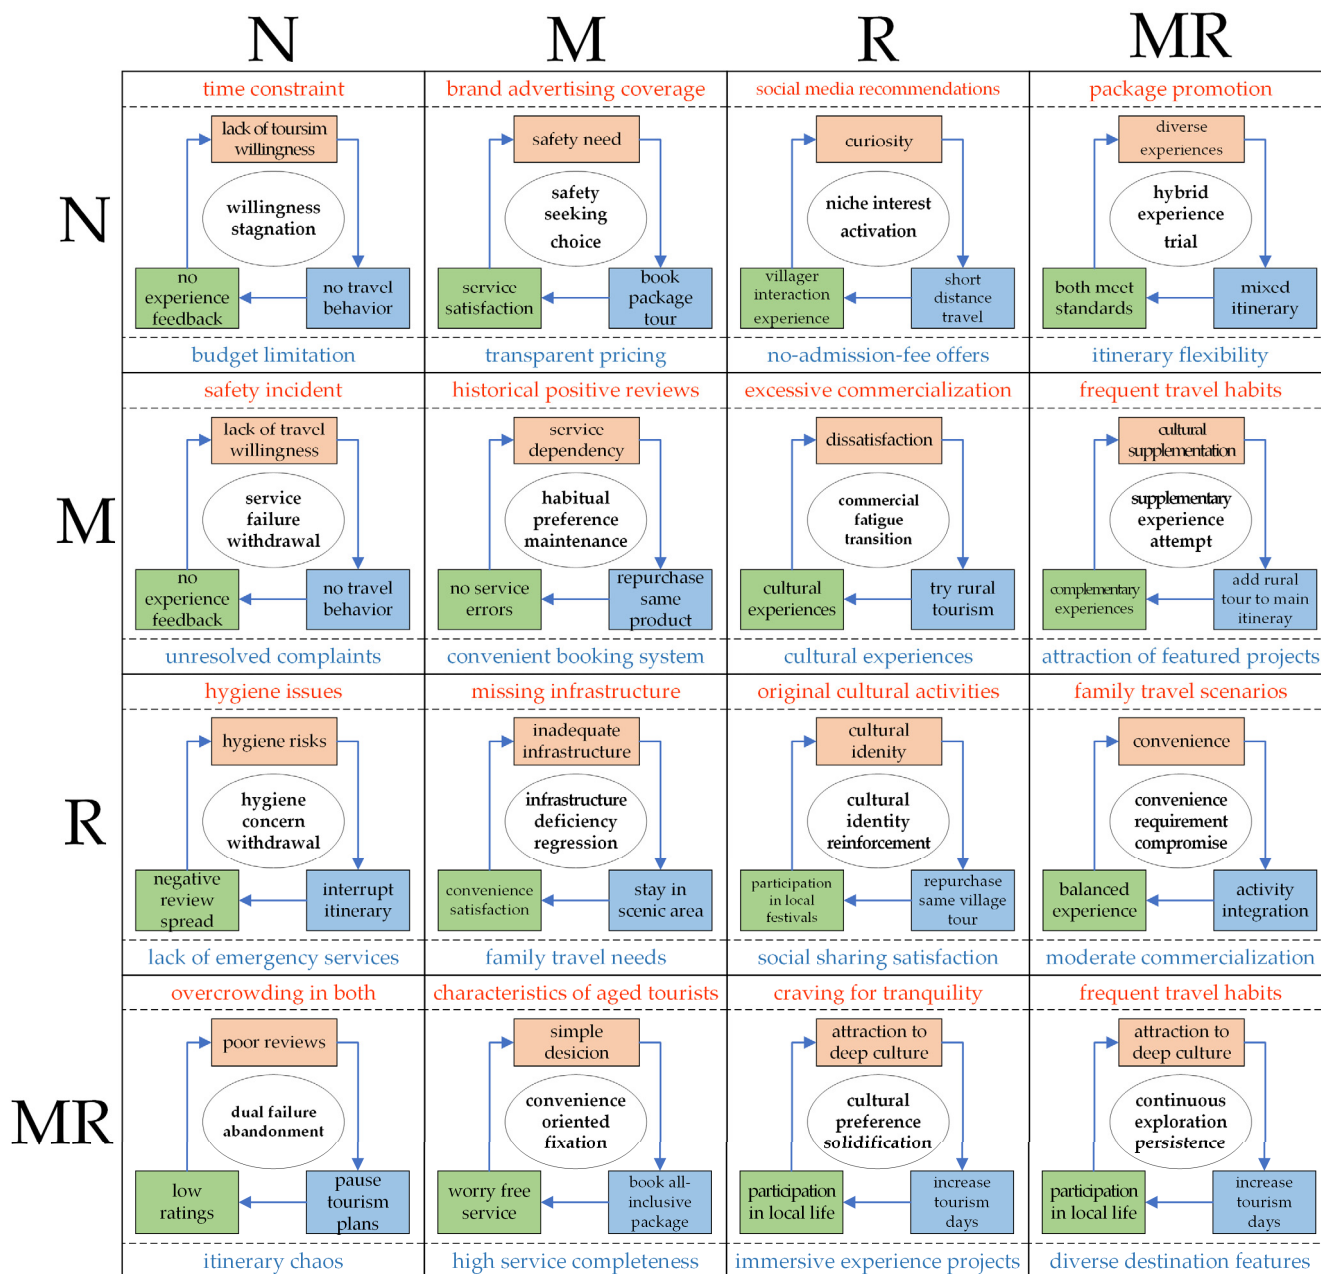 N
M
R
MR
N
time constraint
lack of toursim
willingness
willingness
stagnation
no
experience
feedback
no travel
behavior
budget limitation
brand advertising coverage
safety need
safety
seeking
choice
service
satisfaction
book
package
tour
transparent pricing
social media recommendations
curiosity
niche interest
activation
villager
interaction
experience
short
distance
travel
no-admission-fee offers
package promotion
diverse
experiences
hybrid
experience
trial
both meet
standards
mixed
itinerary
itinerary flexibility
M
safety incident
lack of travel
willingness
service
failure
withdrawal
no
experience
feedback
no travel
behavior
unresolved complaints
historical positive reviews
service
dependency
habitual
preference
maintenance
no service
errors
repurchase
same
product
convenient booking system
excessive commercialization
dissatisfaction
commercial
fatigue
transition
cultural
experiences
try rural
tourism
cultural experiences
frequent travel habits
cultural
supplementation
supplementary
experience
attempt
complementary
experiences
add rural
tour to main
itineray
attraction of featured projects
R
hygiene issues
hygiene risks
hygiene
concern
withdrawal
negative
review
spread
interrupt
itinerary
lack of emergency services
missing infrastructure
inadequate
infrastructure
infrastructure
deficiency
regression
convenience
satisfaction
stay in
scenic area
family travel needs
original cultural activities
cultural
idenity
cultural
identity
reinforcement
participation
in local
festivals
repurchase
same village
tour
social sharing satisfaction
family travel scenarios
convenience
convenience
requirement
compromise
balanced
experience
activity
integration
moderate commercialization
MR
overcrowding in both
poor reviews
dual failure
abandonment
low
ratings
pause
tourism
plans
itinerary chaos
characteristics of aged tourists
simple
desicion
convenience
oriented
fixation
worry free
service
book all-
inclusive
package
high service completeness
craving for tranquility
attraction to
deep culture
cultural
preference
solidification
participation
in local life
increase
tourism
days
immersive experience projects
frequent travel habits
attraction to
deep culture
continuous
exploration
persistence
participation
in local life
increase
tourism
days
diverse destination features